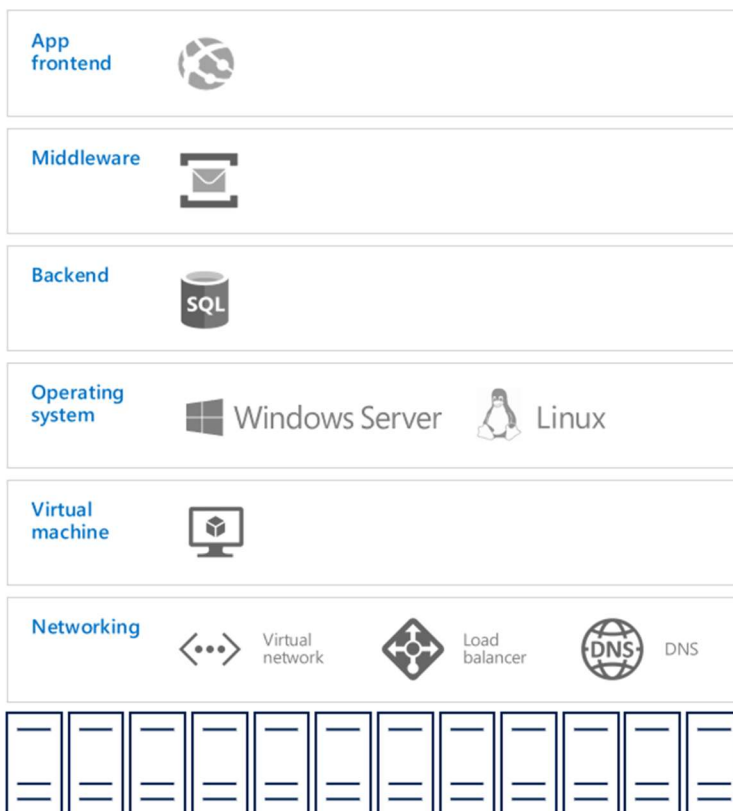 App
frontend
Middleware
Backend
SQL
Operating
system
Windows Server
Linux
Virtual
machine
Networking
Virtual
network
Load
balancer
DNS
DNS